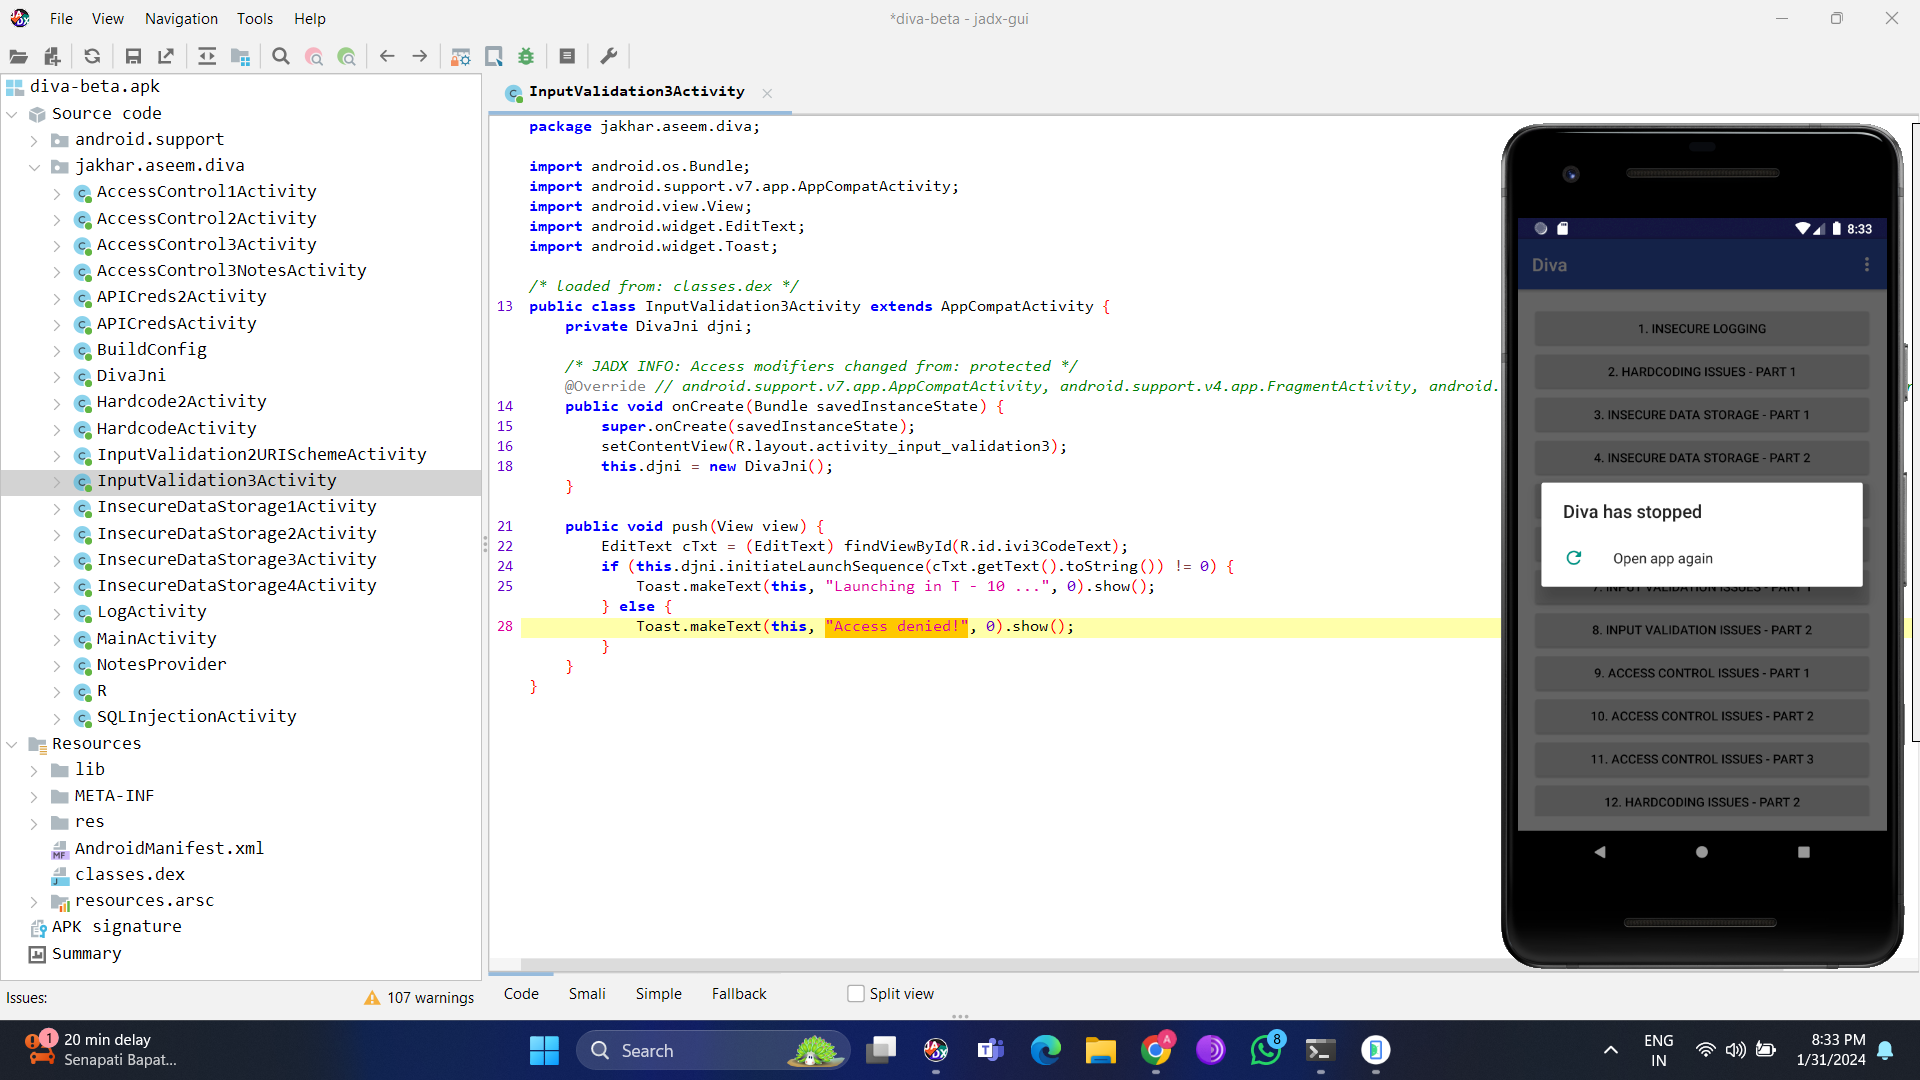 File View Navigation Tools Help
*diva-beta - jadx-gui
diva-beta.apk
Source code
android.support
jakhar.aseem.diva
AccessControl1Activity
AccessControl2Activity
AccessControl3Activity
AccessControl3NotesActivity
APICreds2Activity
APICredsActivity
BuildConfig
DivaJni
Hardcode2Activity
HardcodeActivity
InputValidation2URISchemeActivity
InputValidation3Activity
InsecureDataStorage1Activity
InsecureDataStorage2Activity
InsecureDataStorage3Activity
InsecureDataStorage4Activity
LogActivity
MainActivity
NotesProvider
R
SQLInjectionActivity
Resources
lib
META-INF
res
AndroidManifest.xml
classes.dex
resources.arsc
APK signature
Summary
Issues:
107 warnings
InputValidation3Activity
package jakhar.aseem.diva;
import android.os.Bundle;
import android.support.v7.app.AppCompatActivity;
import android.view.View;
import android.widget.EditText;
import android.widget.Toast;
/* loaded from: classes.dex */
13 public class InputValidation3Activity extends AppCompatActivity {
private DivaJni djni;
/* JADX INFO: Access modifiers changed from: protected */
@Override // android.support.v7.app.AppCompatActivity, android.support.v4.app.FragmentActivity, android.
14 public void onCreate(Bundle savedInstanceState) {
15 super.onCreate(savedInstanceState);
16 setContentView(R.layout.activity_input_validation3);
18 this.djni = new DivaJni();
}
21 public void push(View view) {
22 EditText cTxt = (EditText) findViewById(R.id.ivi3CodeText);
24 if (this.djni.initiateLaunchSequence(cTxt.getText().toString()) != 0) {
25 Toast.makeText(this, "Launching in T - 10 ...", 0).show();
} else {
28 Toast.makeText(this, "Access denied!", 0).show();
}
}
}
Code Smali Simple Fallback Split view
8:33
Diva
1. INSECURE LOGGING
2. HARDCODING ISSUES - PART 1
3. INSECURE DATA STORAGE - PART 1
4. INSECURE DATA STORAGE - PART 2
Diva has stopped
Open app again
7. INPUT VALIDATION ISSUES - PART 1
8. INPUT VALIDATION ISSUES - PART 2
9. ACCESS CONTROL ISSUES - PART 1
10. ACCESS CONTROL ISSUES - PART 2
11. ACCESS CONTROL ISSUES - PART 3
12. HARDCODING ISSUES - PART 2
1
20 min delay
Senapati Bapat...
Search
A
8
ENG
IN
8:33 PM
1/31/2024